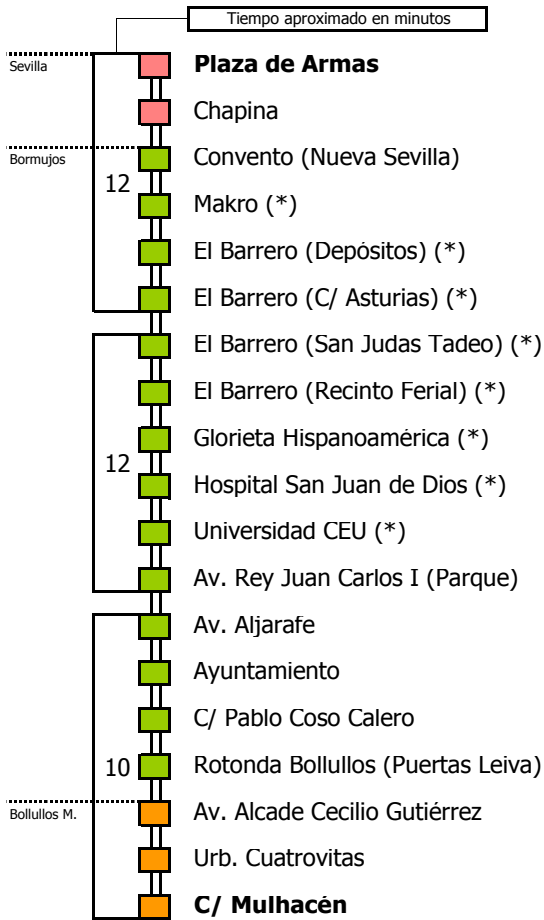 Tiempo aproximado en minutos
Sevilla
Plaza de Armas
Chapina
Bormujos
Convento (Nueva Sevilla)
12
Makro (*)
El Barrero (Depósitos) (*)
El Barrero (C/ Asturias) (*)
El Barrero (San Judas Tadeo) (*)
El Barrero (Recinto Ferial) (*)
Glorieta Hispanoamérica (*)
12
Hospital San Juan de Dios (*)
Universidad CEU (*)
Av. Rey Juan Carlos I (Parque)
Av. Aljarafe
Ayuntamiento
C/ Pablo Coso Calero
10
Rotonda Bollullos (Puertas Leiva)
Bollullos M.
Av. Alcade Cecilio Gutiérrez
Urb. Cuatrovitas
C/ Mulhacén